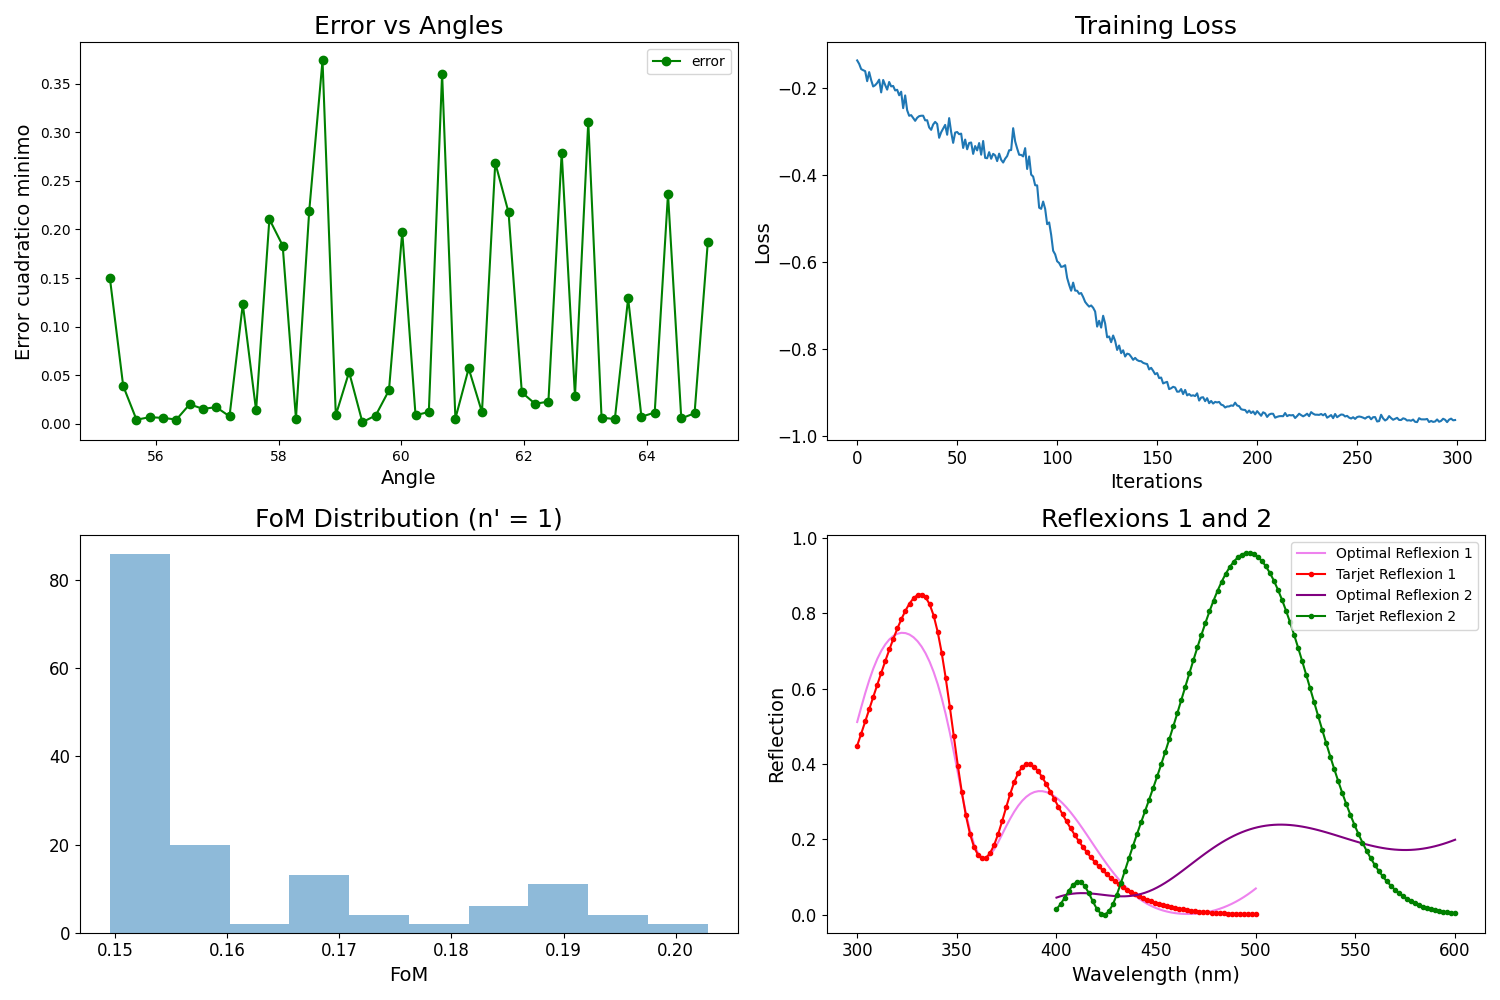 Error vs Angles
error
0.35
0.30
0.25
0.20
0.15
0.10
0.05
0.00
Error cuadratico minimo
56 58 60 62 64
Angle
Training Loss
−0.2
−0.4
−0.6
−0.8
−1.0
Loss
0 50 100 150 200 250 300
Iterations
FoM Distribution (n' = 1)
80
60
40
20
0
0.15 0.16 0.17 0.18 0.19 0.20
FoM
Reflexions 1 and 2
Optimal Reflexion 1
Tarjet Reflexion 1
Optimal Reflexion 2
Tarjet Reflexion 2
1.0
0.8
0.6
0.4
0.2
0.0
Reflection
300 350 400 450 500 550 600
Wavelength (nm)